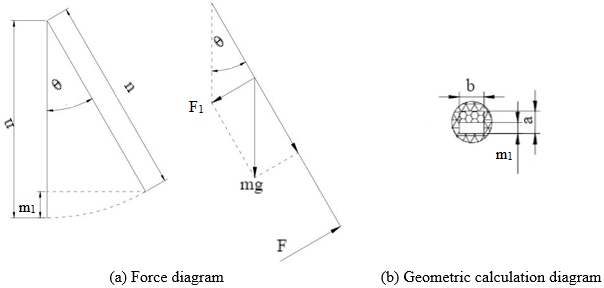 θ
n
n
m1
θ
F1
mg
F
b
a
m1
(a) Force diagram
(b) Geometric calculation diagram